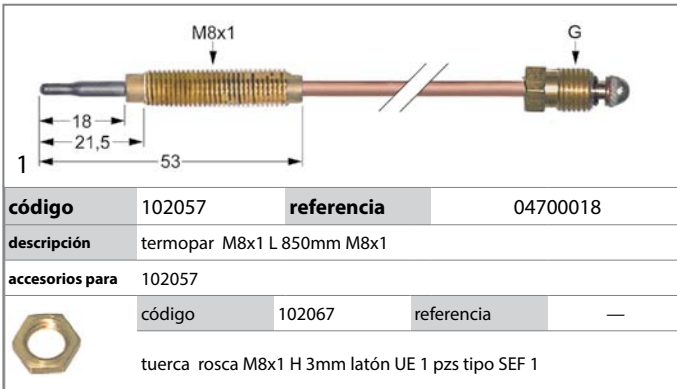 M8x1 G
18
21,5
1 53
código 102057 referencia 04700018
descripción termopar M8x1 L 850mm M8x1
accesorios para 102057
código 102067 referencia —
tuerca rosca M8x1 H 3mm latón UE 1 pzs tipo SEF 1